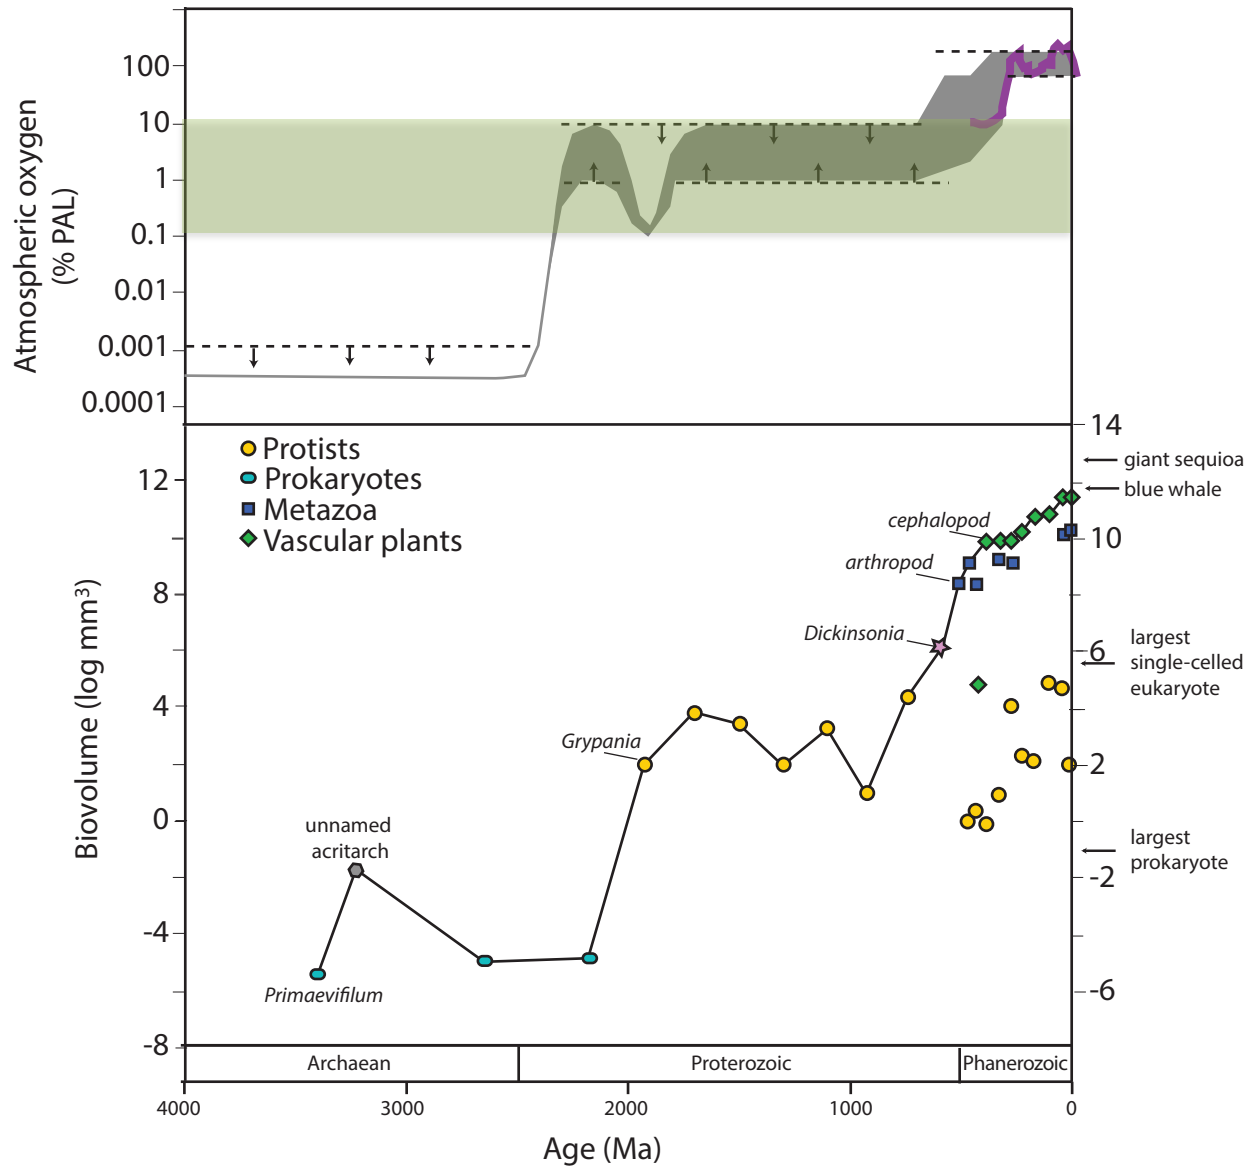 Atmospheric oxygen
(% PAL)
100
10
1
0.1
0.01
0.001
0.0001
Protists
Prokaryotes
Metazoa
Vascular plants
Biovolume (log mm³)
12
8
4
0
-4
-8
14
10
6
2
-2
-6
giant sequioa
blue whale
largest
single-celled
eukaryote
largest
prokaryote
cephalopod
arthropod
Dickinsonia
Grypania
unnamed
acritarch
Primaevifilum
Archaean
Proterozoic
Phanerozoic
4000
3000
2000
1000
0
Age (Ma)